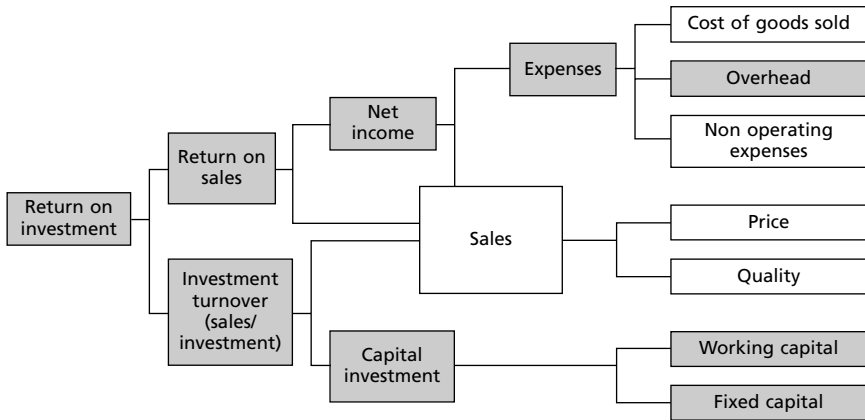 Cost of goods sold
Expenses
Overhead
Net
income
Non operating
expenses
Return on
sales
Return on
investment
Sales
Price
Quality
Investment
turnover
(sales/
investment)
Capital
investment
Working capital
Fixed capital